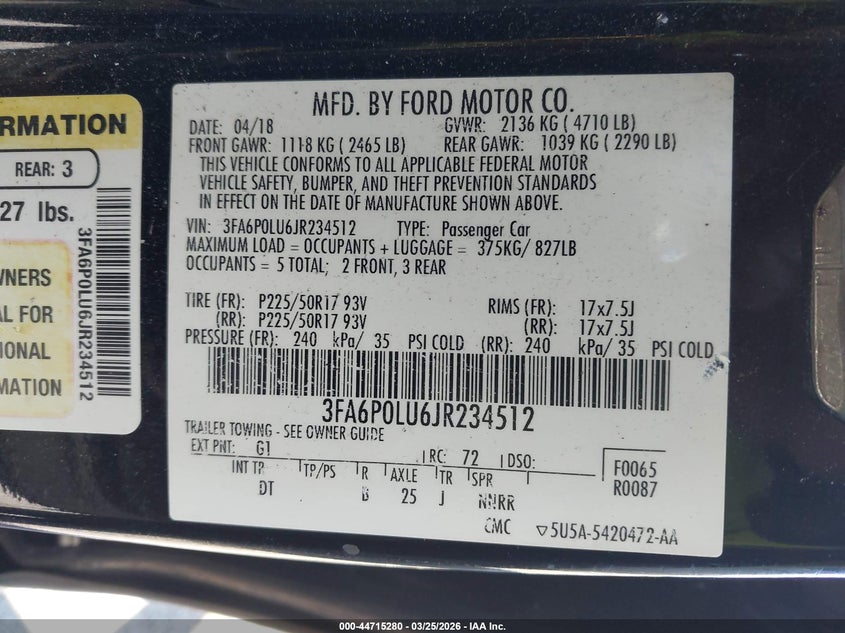 RMATION
REAR: 3
27 lbs.
3FA6P0LU6JR234512
WNERS
AL FOR
IONAL
RMATION
MFD. BY FORD MOTOR CO.
DATE: 04/18 GVWR: 2136 KG ( 4710 LB)
FRONT GAWR: 1118 KG ( 2465 LB) REAR GAWR: 1039 KG ( 2290 LB)
THIS VEHICLE CONFORMS TO ALL APPLICABLE FEDERAL MOTOR
VEHICLE SAFETY, BUMPER, AND THEFT PREVENTION STANDARDS
IN EFFECT ON THE DATE OF MANUFACTURE SHOWN ABOVE.
VIN: 3FA6P0LU6JR234512 TYPE: Passenger Car
MAXIMUM LOAD = OCCUPANTS + LUGGAGE = 375KG/ 827LB
OCCUPANTS = 5 TOTAL; 2 FRONT, 3 REAR
TIRE (FR): P225/50R17 93V RIMS (FR): 17x7.5J
(RR): P225/50R17 93V (RR): 17x7.5J
PRESSURE (FR): 240 kPa/ 35 PSI COLD (RR): 240 kPa/ 35 PSI COLD
3FA6P0LU6JR234512
TRAILER TOWING - SEE OWNER GUIDE
EXT PNT: G1 RC: 72 DSO: F0065
INT TR TP/PS R AXLE TR SPR R0087
DT B 25 J NNRR
CMC 5U5A-5420472-AA
000-44715280 - 03/25/2026 - IAA Inc.